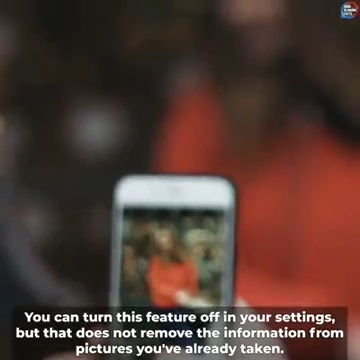 You can turn this feature off in your settings,
but that does not remove the information from
pictures you've already taken.